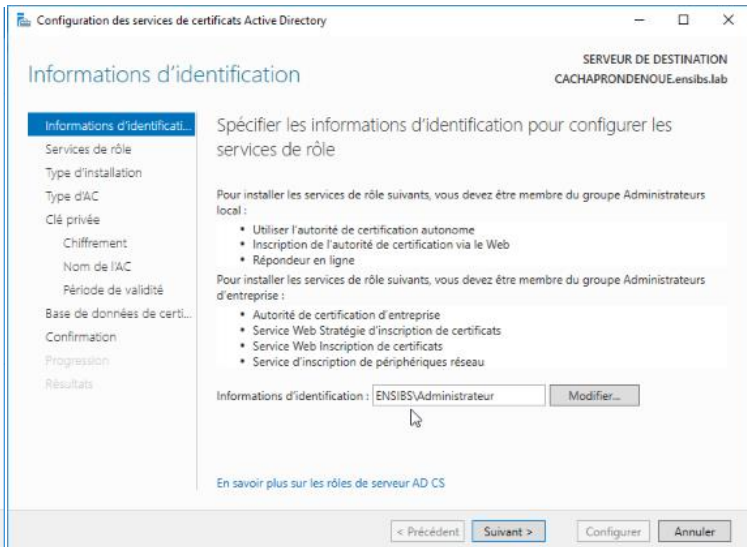 Configuration des services de certificats Active Directory
Informations d'identification
SERVEUR DE DESTINATION
CACHAPRONDENOUE.ensibs.lab
Informations d'identificati...
Services de rôle
Type d'installation
Type d'AC
Clé privée
Chiffrement
Nom de l'AC
Période de validité
Base de données de certi...
Confirmation
Progression
Résultats
Spécifier les informations d'identification pour configurer les
services de rôle
Pour installer les services de rôle suivants, vous devez être membre du groupe Administrateurs
local :
• Utiliser l'autorité de certification autonome
• Inscription de l'autorité de certification via le Web
• Répondeur en ligne
Pour installer les services de rôle suivants, vous devez être membre du groupe Administrateurs
d'entreprise :
• Autorité de certification d'entreprise
• Service Web Stratégie d'inscription de certificats
• Service Web Inscription de certificats
• Service d'inscription de périphériques réseau
Informations d'identification : ENSIBS\Administrateur Modifier...
En savoir plus sur les rôles de serveur AD CS
< Précédent Suivant > Configurer Annuler